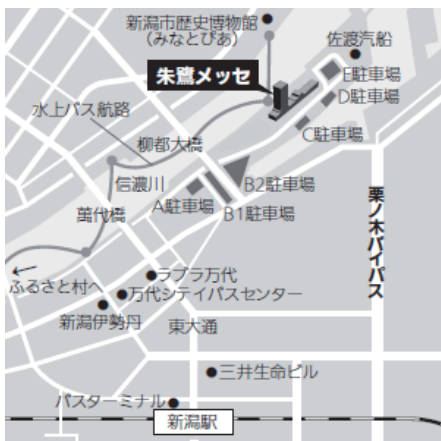 新潟市歴史博物館
(みなとぴあ)
佐渡汽船
朱鷺メッセ
E駐車場
D駐車場
C駐車場
水上バス航路
柳都大橋
信濃川
B2駐車場
A駐車場
B1駐車場
萬代橋
栗ノ木バイパス
←
ふるさと村へ
ラブラ万代
万代シテイバスセンター
新潟伊勢丹
東大通
三井生命ビル
バスターミナル
新潟駅